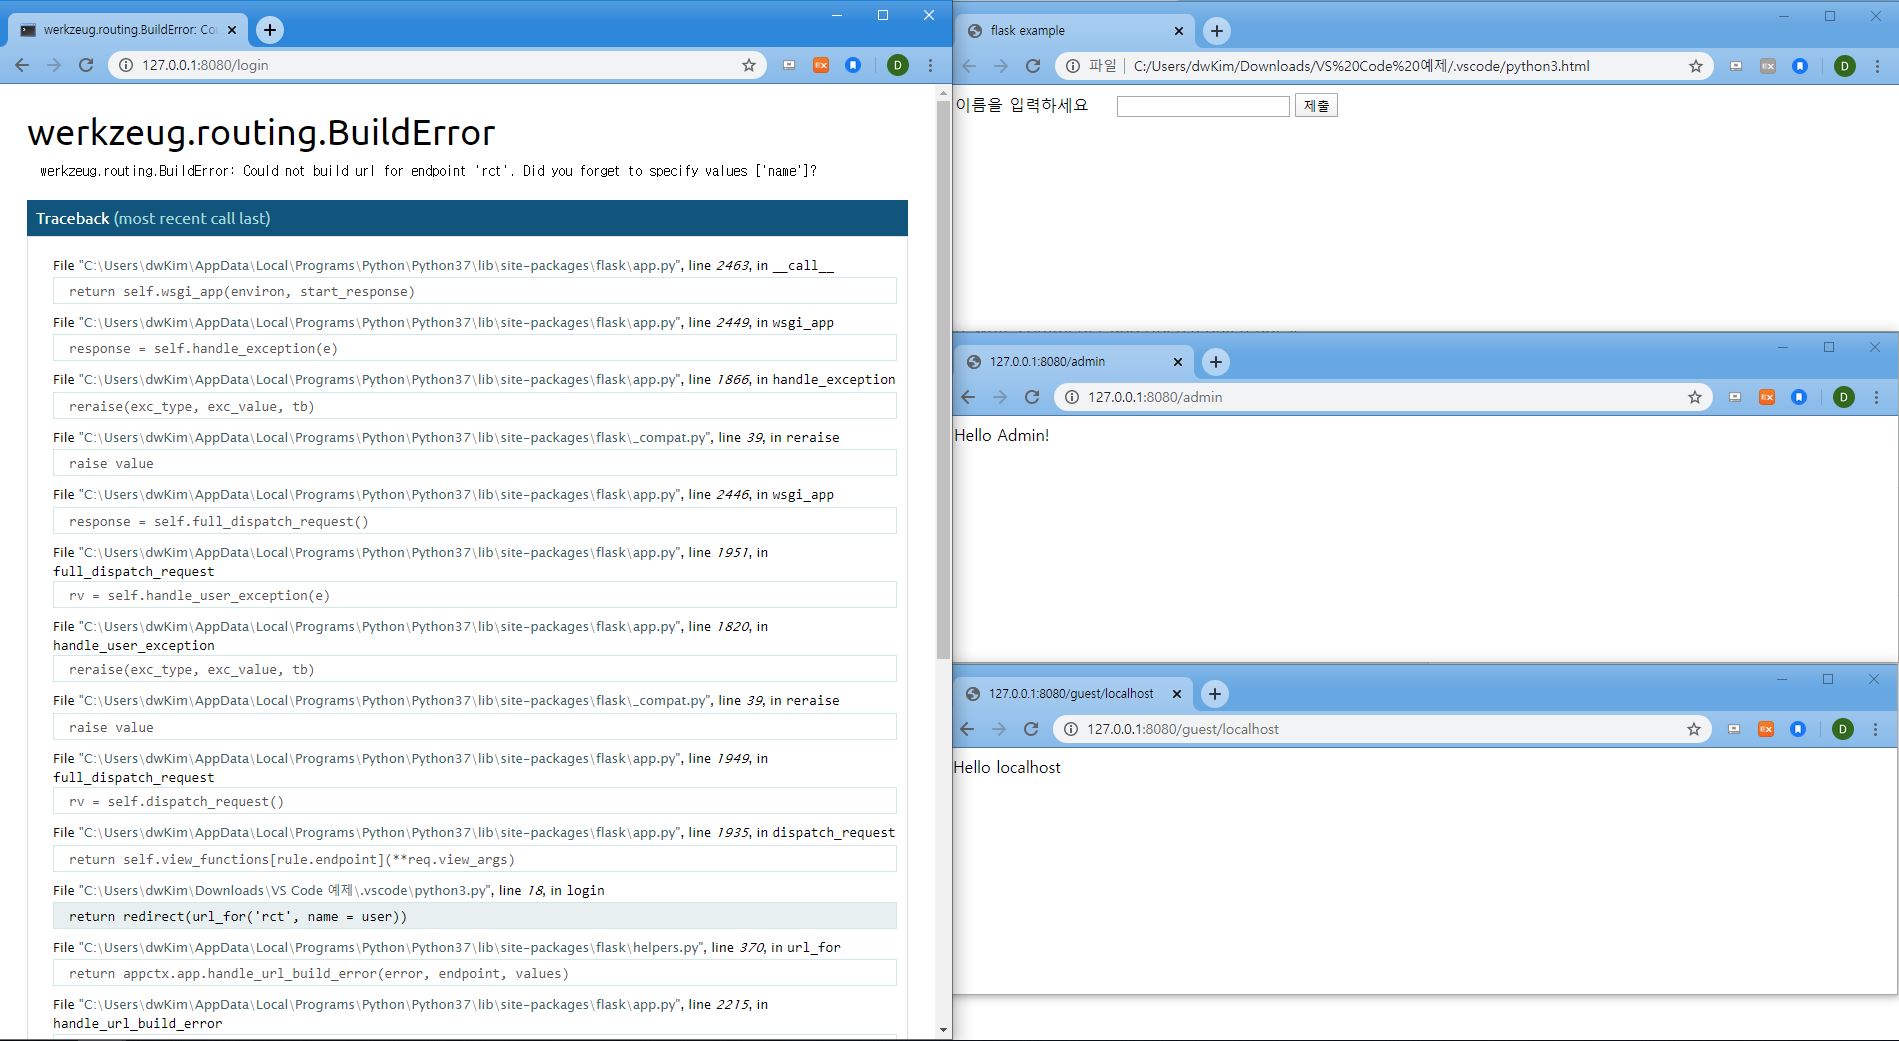 werkzeug.routing.BuildError: Co
127.0.0.1:8080/login
werkzeug.routing.BuildError
werkzeug.routing.BuildError: Could not build url for endpoint 'rct'. Did you forget to specify values ['name']?
Traceback (most recent call last)
File "C:\Users\dwKim\AppData\Local\Programs\Python\Python37\lib\site-packages\flask\app.py", line 2463, in __call__
return self.wsgi_app(environ, start_response)
File "C:\Users\dwKim\AppData\Local\Programs\Python\Python37\lib\site-packages\flask\app.py", line 2449, in wsgi_app
response = self.handle_exception(e)
File "C:\Users\dwKim\AppData\Local\Programs\Python\Python37\lib\site-packages\flask\app.py", line 1866, in handle_exception
reraise(exc_type, exc_value, tb)
File "C:\Users\dwKim\AppData\Local\Programs\Python\Python37\lib\site-packages\flask\_compat.py", line 39, in reraise
raise value
File "C:\Users\dwKim\AppData\Local\Programs\Python\Python37\lib\site-packages\flask\app.py", line 2446, in wsgi_app
response = self.full_dispatch_request()
File "C:\Users\dwKim\AppData\Local\Programs\Python\Python37\lib\site-packages\flask\app.py", line 1951, in
full_dispatch_request
rv = self.handle_user_exception(e)
File "C:\Users\dwKim\AppData\Local\Programs\Python\Python37\lib\site-packages\flask\app.py", line 1820, in
handle_user_exception
reraise(exc_type, exc_value, tb)
File "C:\Users\dwKim\AppData\Local\Programs\Python\Python37\lib\site-packages\flask\_compat.py", line 39, in reraise
raise value
File "C:\Users\dwKim\AppData\Local\Programs\Python\Python37\lib\site-packages\flask\app.py", line 1949, in
full_dispatch_request
rv = self.dispatch_request()
File "C:\Users\dwKim\AppData\Local\Programs\Python\Python37\lib\site-packages\flask\app.py", line 1935, in dispatch_request
return self.view_functions[rule.endpoint](**req.view_args)
File "C:\Users\dwKim\Downloads\VS Code 예제\.vscode\python3.py", line 18, in login
return redirect(url_for('rct', name = user))
File "C:\Users\dwKim\AppData\Local\Programs\Python\Python37\lib\site-packages\flask\helpers.py", line 370, in url_for
return appctx.app.handle_url_build_error(error, endpoint, values)
File "C:\Users\dwKim\AppData\Local\Programs\Python\Python37\lib\site-packages\flask\app.py", line 2215, in
handle_url_build_error
flask example
파일 | C:/Users/dwKim/Downloads/VS%20Code%20예제/.vscode/python3.html
이름을 입력하세요 제출
127.0.0.1:8080/admin
127.0.0.1:8080/admin
Hello Admin!
127.0.0.1:8080/guest/localhost
127.0.0.1:8080/guest/localhost
Hello localhost